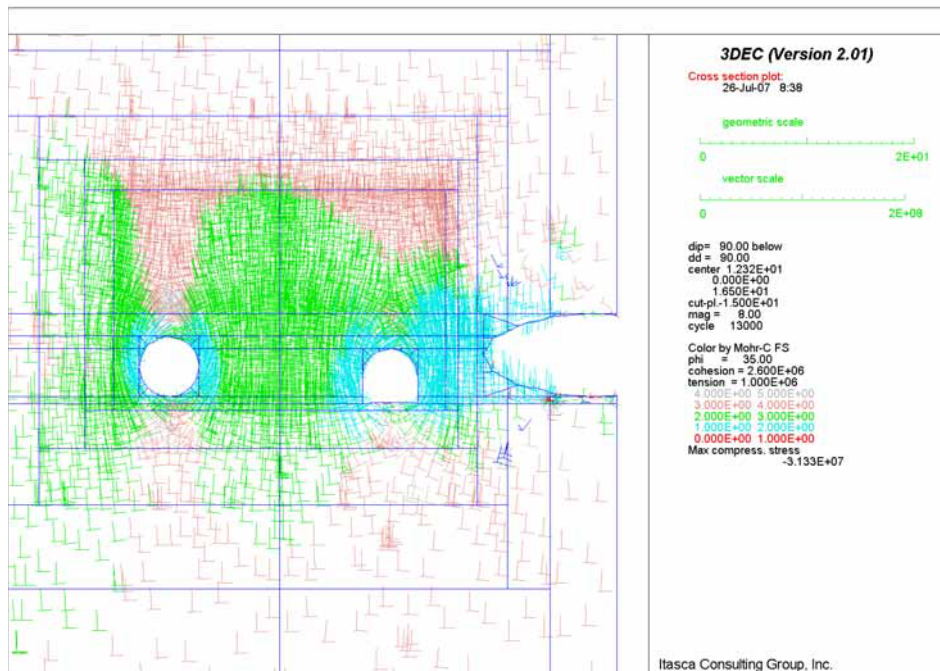 3DEC (Version 2.01)
Cross section plot:
26-Jul-07 8:38
geometric scale
0 2E+01
vector scale
0 2E+08
dip= 90.00 below
dd = 90.00
center 1.232E+01
0.000E+00
1.650E+01
cut-pl.-1.500E+01
mag = 8.00
cycle 13000
Color by Mohr-C FS
phi = 35.00
cohesion = 2.600E+06
tension = 1.000E+06
4.000E+00 5.000E+00
3.000E+00 4.000E+00
2.000E+00 3.000E+00
1.000E+00 2.000E+00
0.000E+00 1.000E+00
Max compress. stress
-3.133E+07
Itasca Consulting Group, Inc.